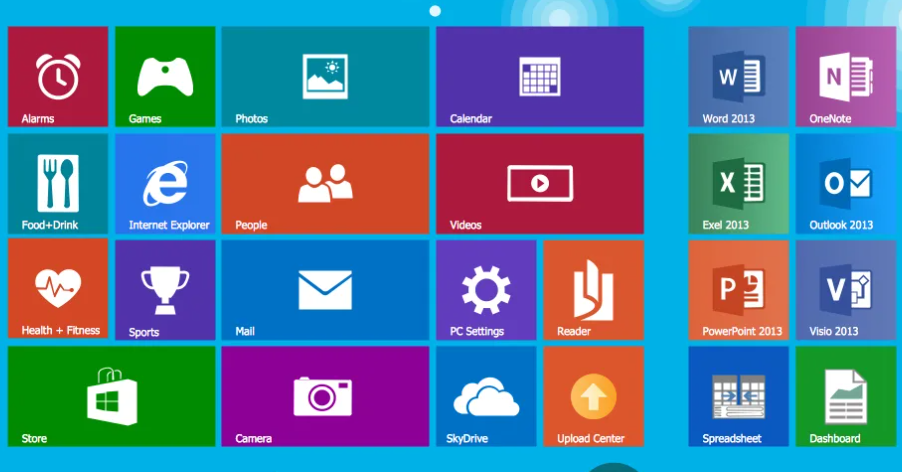 Alarms
Games
Photos
Calendar
Word 2013
OneNote
Food+Drink
Internet Explorer
People
Videos
Exel 2013
Outlook 2013
Health + Fitness
Sports
Mail
PC Settings
Reader
PowerPoint 2013
Visio 2013
Store
Camera
SkyDrive
Upload Center
Spreadsheet
Dashboard